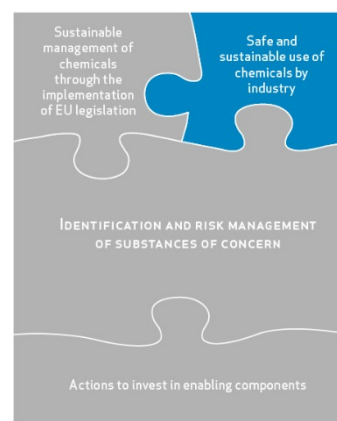 Sustainable
management of
chemicals
through the
implementation
of EU legislation
Safe and
sustainable use of
chemicals by
industry
IDENTIFICATION AND RISK MANAGEMENT
OF SUBSTANCES OF CONCERN
Actions to invest in enabling components